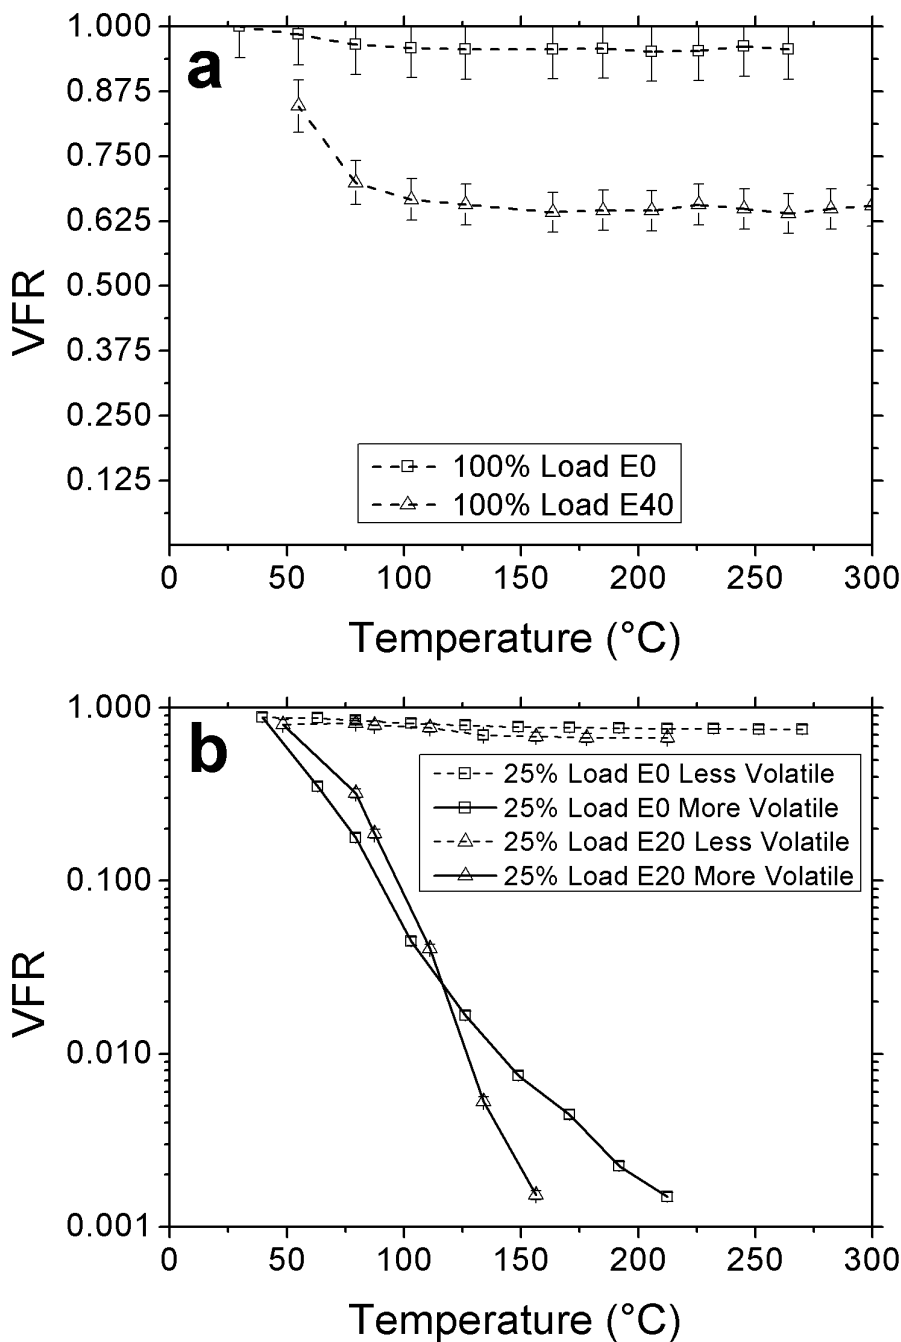 1.000
0.875
0.750
0.625
0.500
0.375
0.250
0.125
VFR
a
100% Load E0
100% Load E40
0 50 100 150 200 250 300
Temperature (°C)
1.000
0.100
0.010
0.001
VFR
b
25% Load E0 Less Volatile
25% Load E0 More Volatile
25% Load E20 Less Volatile
25% Load E20 More Volatile
0 50 100 150 200 250 300
Temperature (°C)